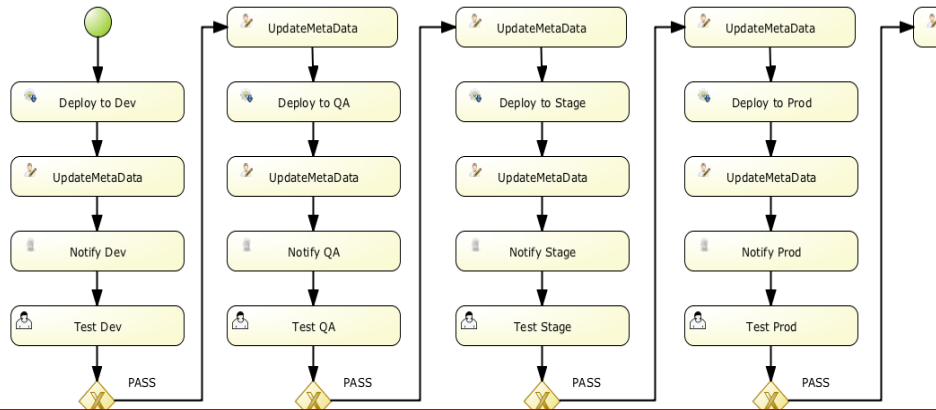 UpdateMetaData
UpdateMetaData
UpdateMetaData
Deploy to Dev
Deploy to QA
Deploy to Stage
Deploy to Prod
UpdateMetaData
UpdateMetaData
UpdateMetaData
UpdateMetaData
Notify Dev
Notify QA
Notify Stage
Notify Prod
Test Dev
Test QA
Test Stage
Test Prod
PASS
PASS
PASS
PASS